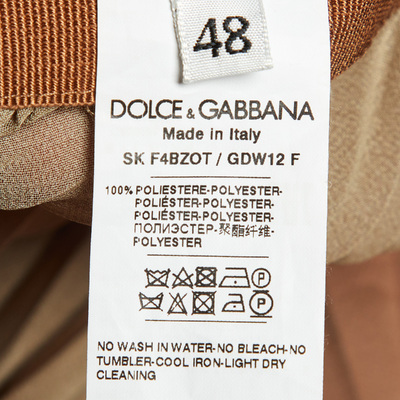 48
DOLCE & GABBANA
Made in Italy
SK F4BZOT / GDW12 F
100% POLIESTERE-POLYESTER-
POLIÉSTER-POLYESTER-
POLIÉSTER-POLYESTER-
ПОЛИЭСТЕР-聚酯纤维-
POLYESTER
P
P
NO WASH IN WATER-NO BLEACH-NO
TUMBLER-COOL IRON-LIGHT DRY
CLEANING